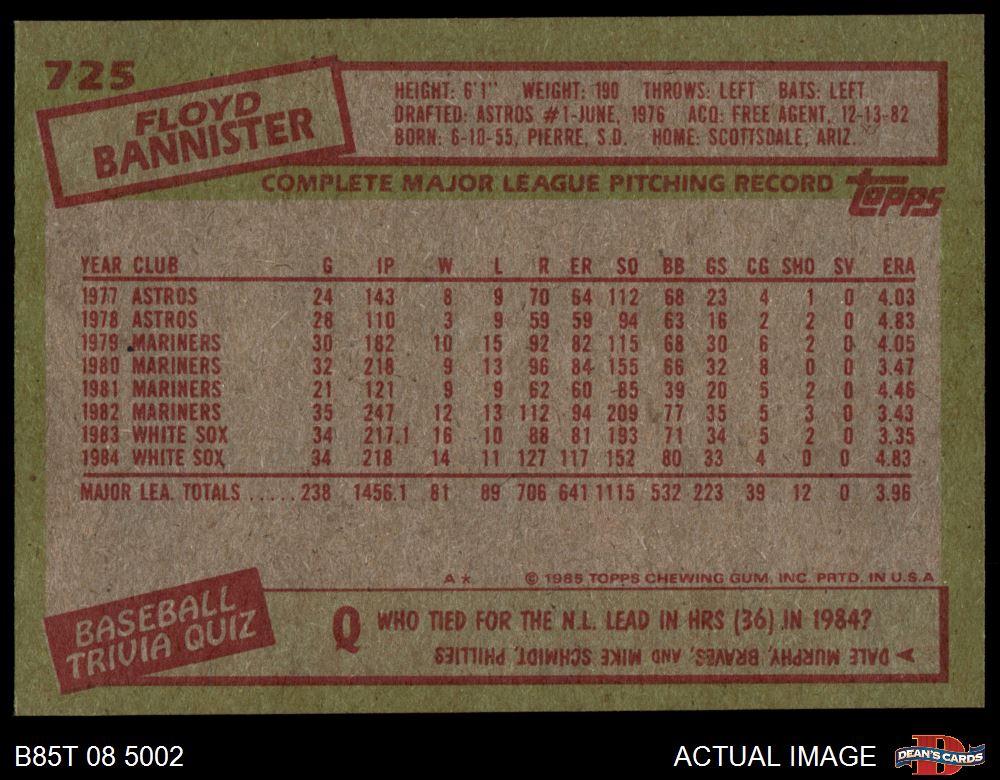 725
FLOYD
BANNISTER
HEIGHT: 6'1" WEIGHT: 190 THROWS: LEFT BATS: LEFT
DRAFTED: ASTROS #1-JUNE, 1976 ACQ: FREE AGENT, 12-13-82
BORN: 6-10-55, PIERRE, S.D. HOME: SCOTTSDALE, ARIZ.
COMPLETE MAJOR LEAGUE PITCHING RECORD
topps
YEAR CLUB G IP W L R ER SO BB GS CG SHO SV ERA
1977 ASTROS 24 143 8 9 70 64 112 68 23 4 1 0 4.03
1978 ASTROS 28 110 3 9 59 59 94 63 16 2 2 0 4.83
1979 MARINERS 30 182 10 15 92 82 115 68 30 6 2 0 4.05
1980 MARINERS 32 218 9 13 96 84 155 66 32 8 0 0 3.47
1981 MARINERS 21 121 9 9 62 60 85 39 20 5 2 0 4.46
1982 MARINERS 35 247 12 13 112 94 209 77 35 5 3 0 3.43
1983 WHITE SOX 34 217.1 16 10 88 81 193 71 34 5 2 0 3.35
1984 WHITE SOX 34 218 14 11 127 117 152 80 33 4 0 0 4.83
MAJOR LEA. TOTALS ..... 238 1456.1 81 89 706 641 1115 532 223 39 12 0 3.96
A* © 1985 TOPPS CHEWING GUM, INC. PRTD. IN U.S.A.
BASEBALL
TRIVIA QUIZ
Q WHO TIED FOR THE N.L. LEAD IN HRS (36) IN 1984?
DALE MURPHY, BRAVES, AND MIKE SCHMIDT, PHILLIES
B85T 08 5002
ACTUAL IMAGE
D
DEAN'S CARDS